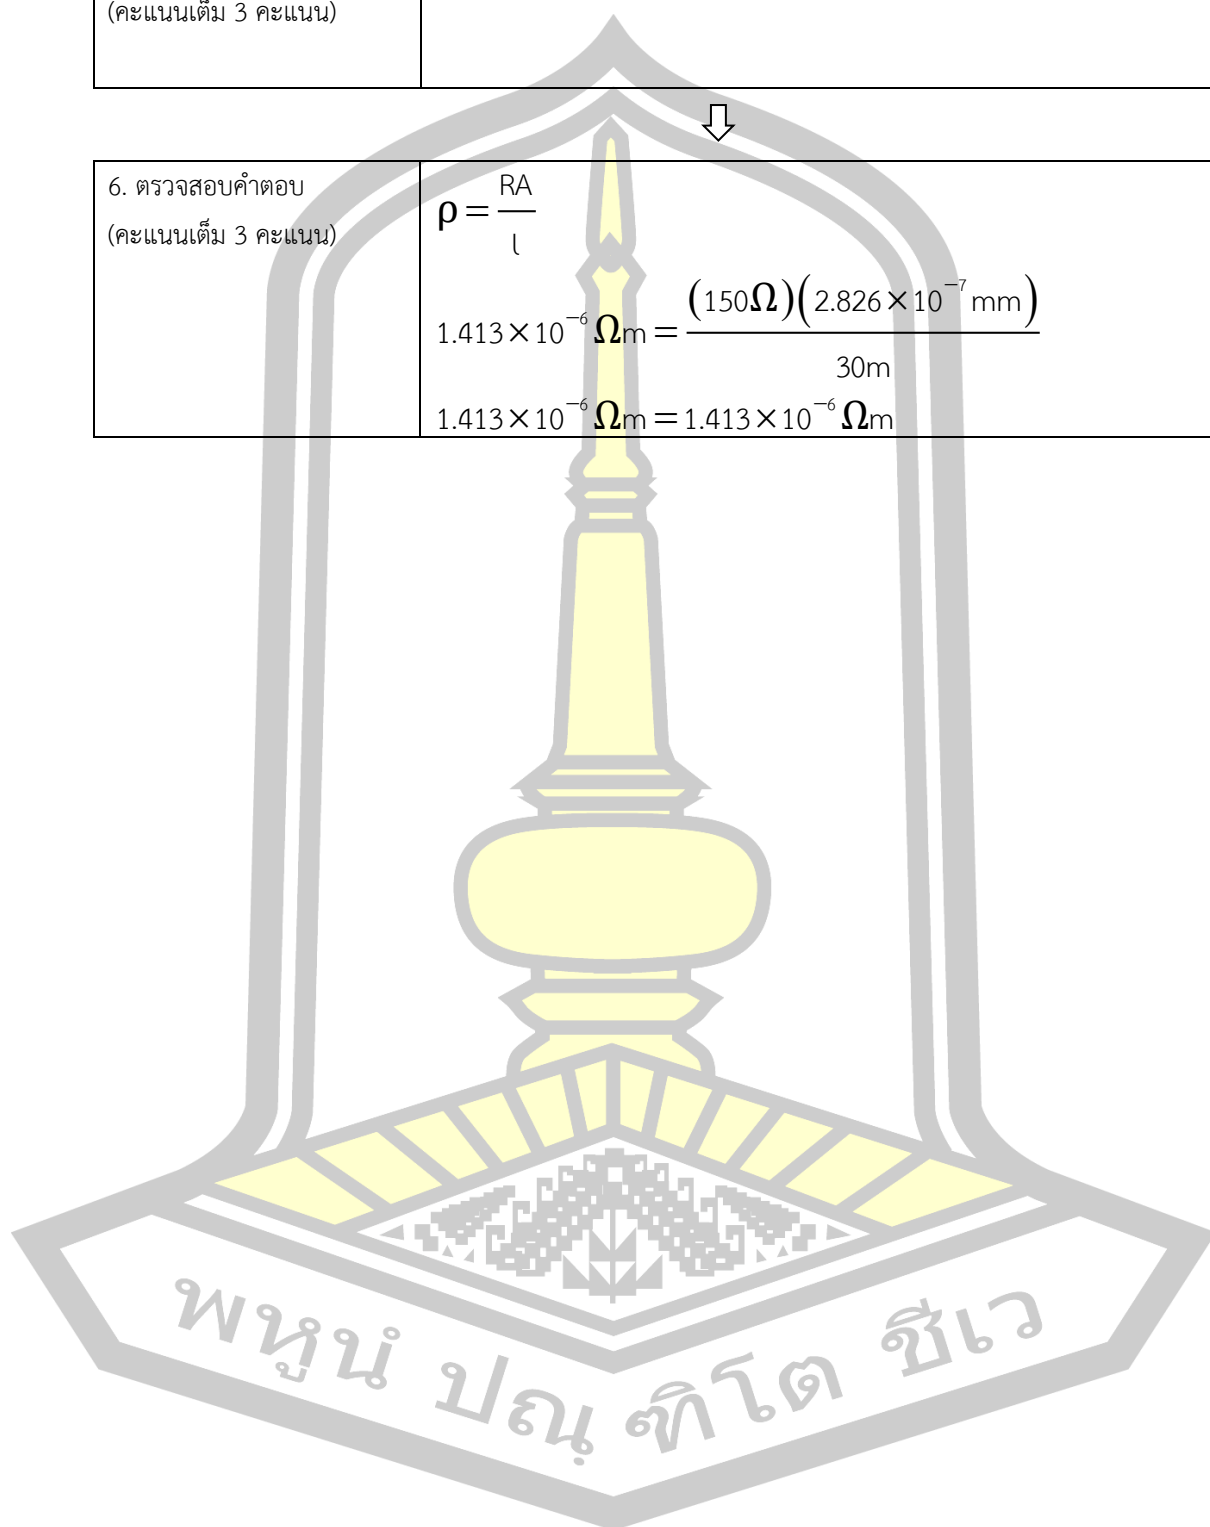 (คะแนนเต็ม 3 คะแนน)
6. ตรวจสอบคำตอบ
(คะแนนเต็ม 3 คะแนน)
ρ = RA / l
1.413×10⁻⁶ Ωm = (150Ω)(2.826×10⁻⁷ mm) / 30m
1.413×10⁻⁶ Ωm = 1.413×10⁻⁶ Ωm
พหูนํ ปณฺฑิโต ชีเว